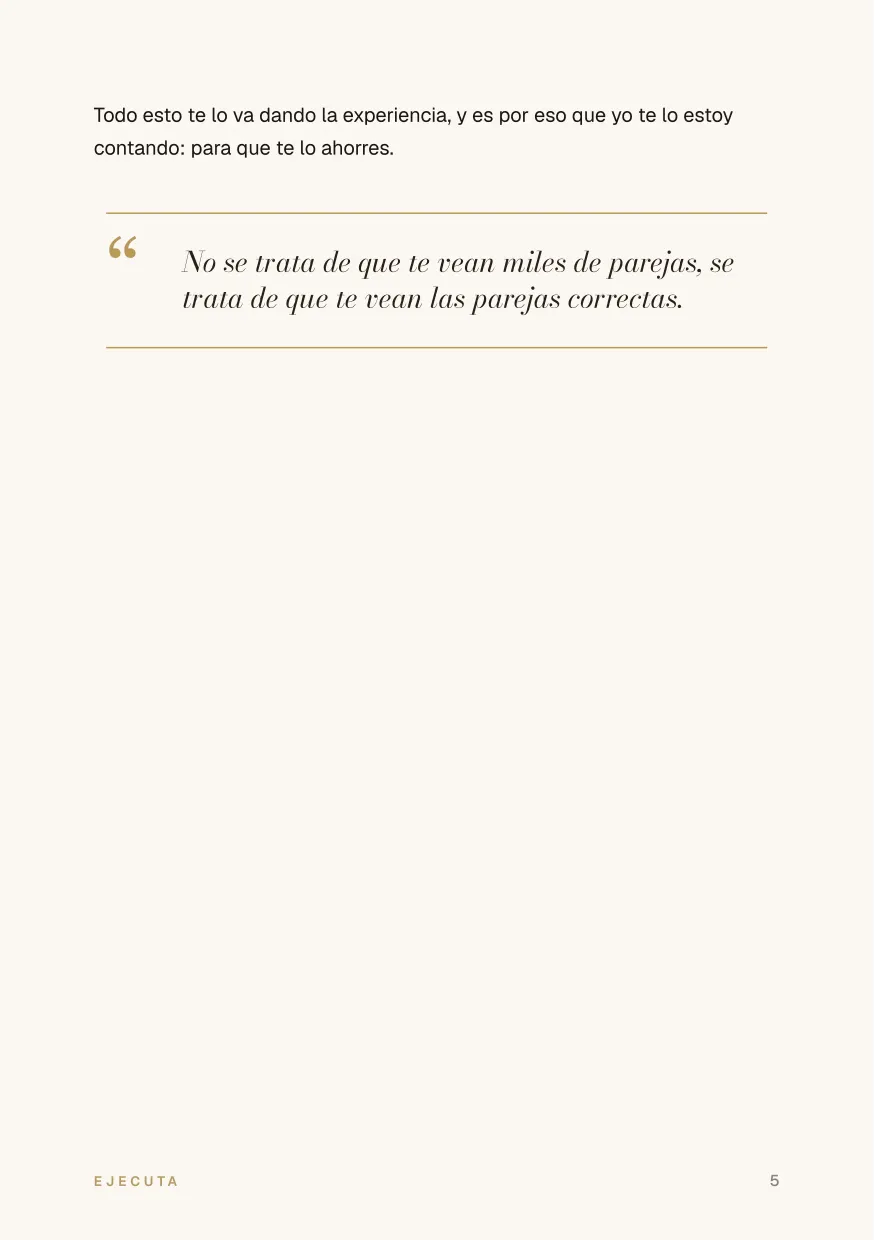 Todo esto te lo va dando la experiencia, y es por eso que yo te lo estoy
contando: para que te lo ahorres.
“
No se trata de que te vean miles de parejas, se
trata de que te vean las parejas correctas.
EJECUTA
5